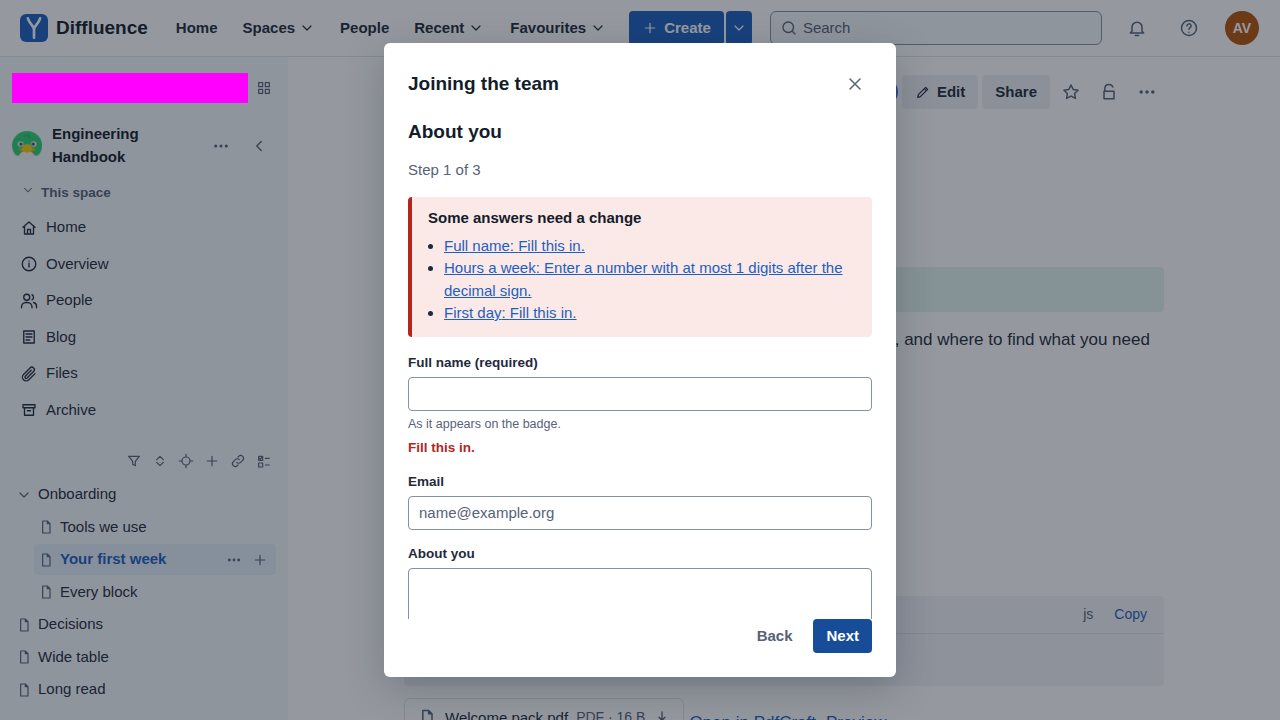 Diffluence Home Spaces People Recent Favourites Create Search AV
Engineering
Handbook
This space
Home
Overview
People
Blog
Files
Archive
Onboarding
Tools we use
Your first week
Every block
Decisions
Wide table
Long read
Edit Share
, and where to find what you need
js Copy
Welcome pack.pdf PDF · 16 B
Open in PdfCraft Preview
Joining the team
About you
Step 1 of 3
Some answers need a change
Full name: Fill this in.
Hours a week: Enter a number with at most 1 digits after the
decimal sign.
First day: Fill this in.
Full name (required)
As it appears on the badge.
Fill this in.
Email
name@example.org
About you
Back Next